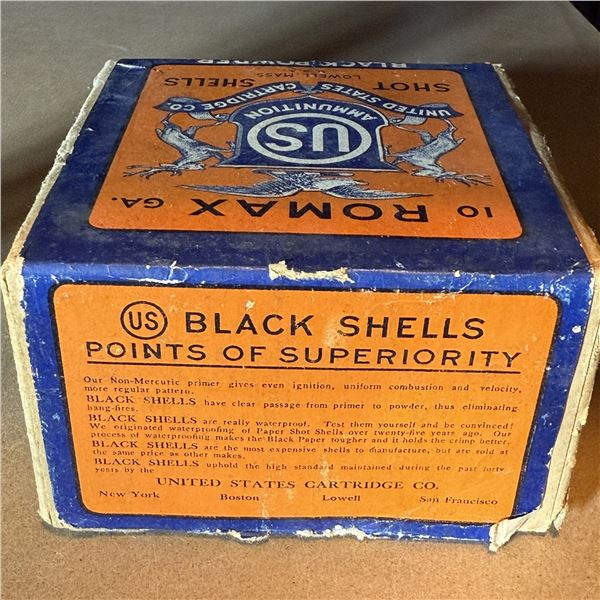 BLACK POWDER
LOWELL, MASS. U.S.A.
SHOT SHELLS
UNITED STATES CARTRIDGE CO.
AMMUNITION
US
10 ROMAX GA.
US BLACK SHELLS
POINTS OF SUPERIORITY
Our Non-Mercuric primer gives even ignition, uniform combustion and velocity,
more regular pattern.
BLACK SHELLS have clear passage from primer to powder, thus eliminating
hang-fires.
BLACK SHELLS are really waterproof. Test them yourself and be convinced!
We originated waterproofing of Paper Shot Shells over twenty-five years ago. Our
process of waterproofing makes the Black Paper tougher and it holds the crimp better.
BLACK SHELLS are the most expensive shells to manufacture, but are sold at
the same price as other makes.
BLACK SHELLS uphold the high standard maintained during the past forty
years by the
UNITED STATES CARTRIDGE CO.
New York Boston Lowell San Francisco